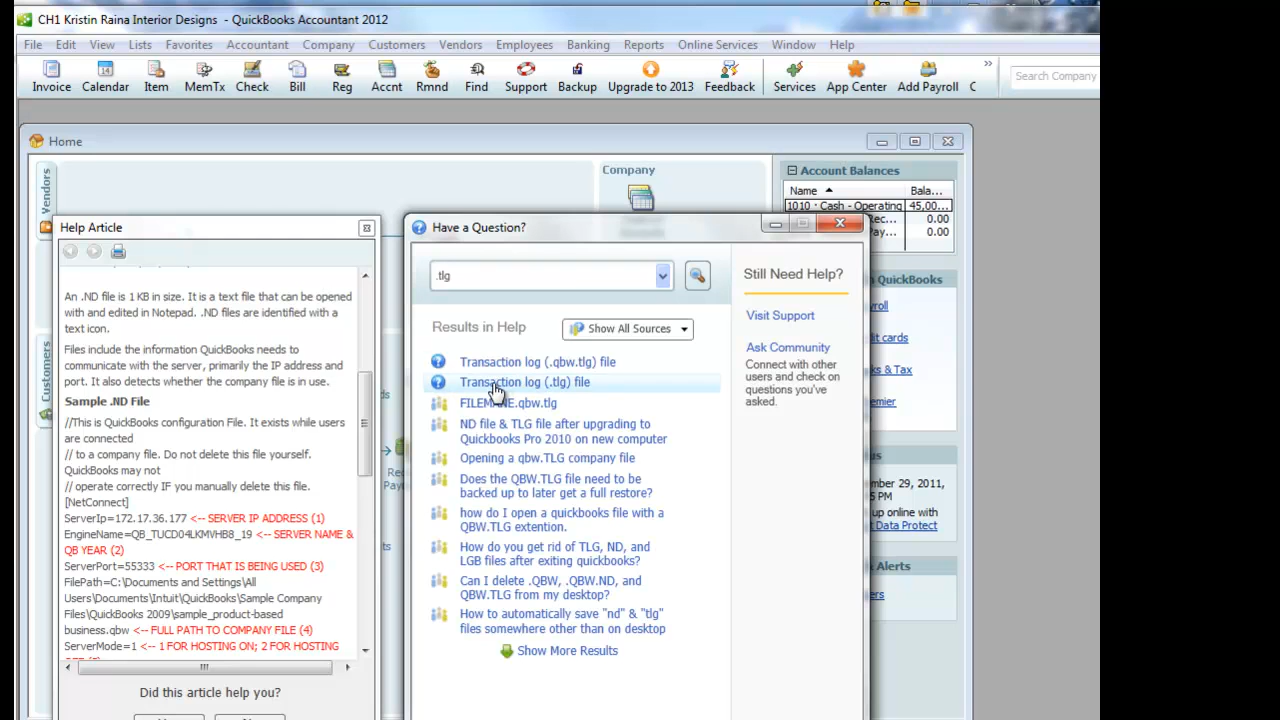 CH1 Kristin Raina Interior Designs - QuickBooks Accountant 2012
File Edit View Lists Favorites Accountant Company Customers Vendors Employees Banking Reports Online Services Window Help
Invoice Calendar Item MemTx Check Bill Reg Accnt Rmnd Find Support Backup Upgrade to 2013 Feedback Services App Center Add Payroll C
Search Company
Home
Vendors
Customers
Company
Account Balances
Name Bala...
1010 · Cash - Operating 45,00...
Rec... 0.00
Pay... 0.00
QuickBooks
roll
it cards
s & Tax
emier
us
mber 29, 2011,
5 PM
up online with
t Data Protect
& Alerts
ers
ds
Re
Payr
ts
Help Article
An .ND file is 1 KB in size. It is a text file that can be opened
with and edited in Notepad. .ND files are identified with a
text icon.
Files include the information QuickBooks needs to
communicate with the server, primarily the IP address and
port. It also detects whether the company file is in use.
Sample .ND File
//This is QuickBooks configuration File. It exists while users
are connected
// to a company file. Do not delete this file yourself.
QuickBooks may not
// operate correctly IF you manually delete this file.
[NetConnect]
ServerIp=172.17.36.177 <-- SERVER IP ADDRESS (1)
EngineName=QB_TUCD04LKMVHB8_19 <-- SERVER NAME &
QB YEAR (2)
ServerPort=55333 <-- PORT THAT IS BEING USED (3)
FilePath=C:\Documents and Settings\All
Users\Documents\Intuit\QuickBooks\Sample Company
Files\QuickBooks 2009\sample_product-based
business.qbw <-- FULL PATH TO COMPANY FILE (4)
ServerMode=1 <-- 1 FOR HOSTING ON; 2 FOR HOSTING
Did this article help you?
Have a Question?
.tlg
Results in Help
Show All Sources
Transaction log (.qbw.tlg) file
Transaction log (.tlg) file
FILENAME.qbw.tlg
ND file & TLG file after upgrading to
Quickbooks Pro 2010 on new computer
Opening a qbw.TLG company file
Does the QBW.TLG file need to be
backed up to later get a full restore?
how do I open a quickbooks file with a
QBW.TLG extention.
How do you get rid of TLG, ND, and
LGB files after exiting quickbooks?
Can I delete .QBW, .QBW.ND, and
QBW.TLG from my desktop?
How to automatically save "nd" & "tlg"
files somewhere other than on desktop
Show More Results
Still Need Help?
Visit Support
Ask Community
Connect with other
users and check on
questions you've
asked.